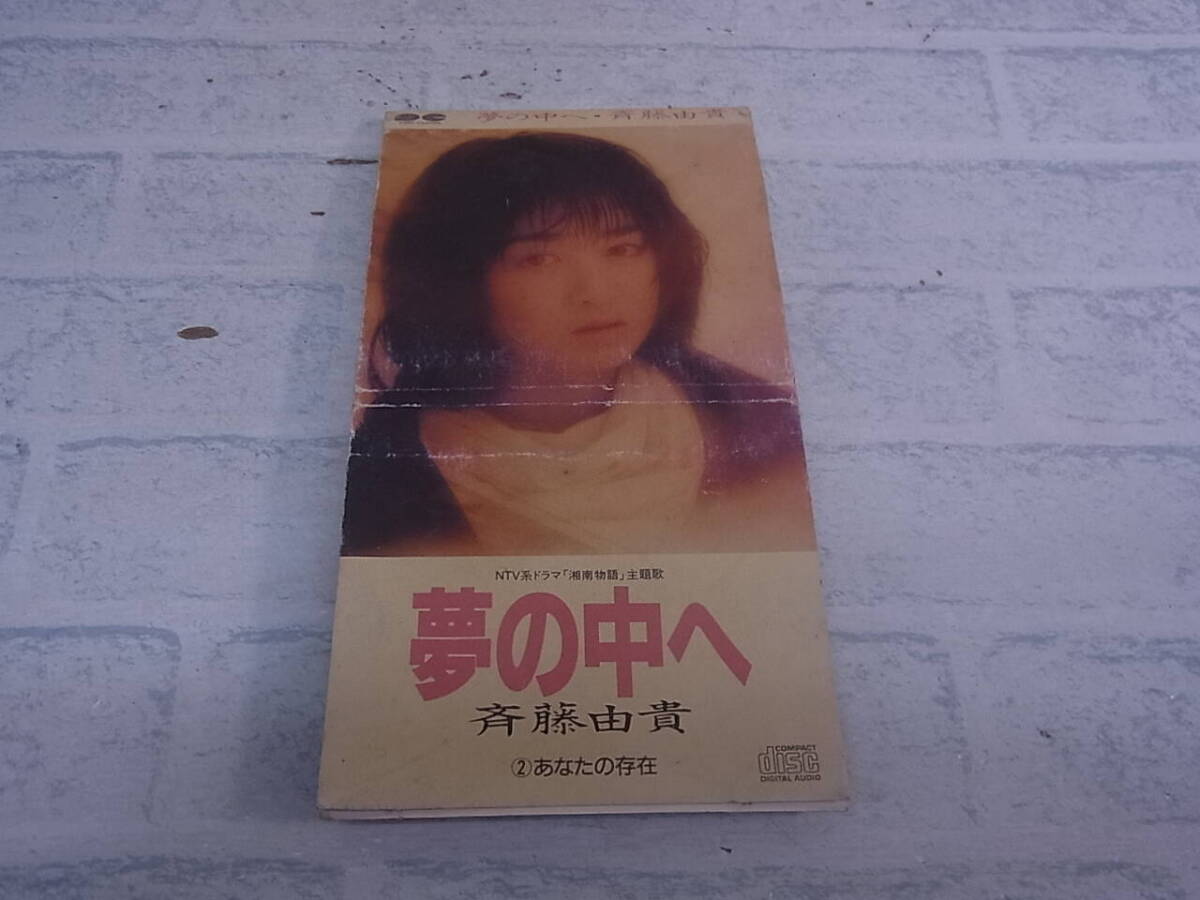 夢の中へ・斉藤由貴
NTV系ドラマ「湘南物語」主題歌
夢の中へ
斉藤由貴
②あなたの存在
COMPACT
disc
DIGITAL AUDIO